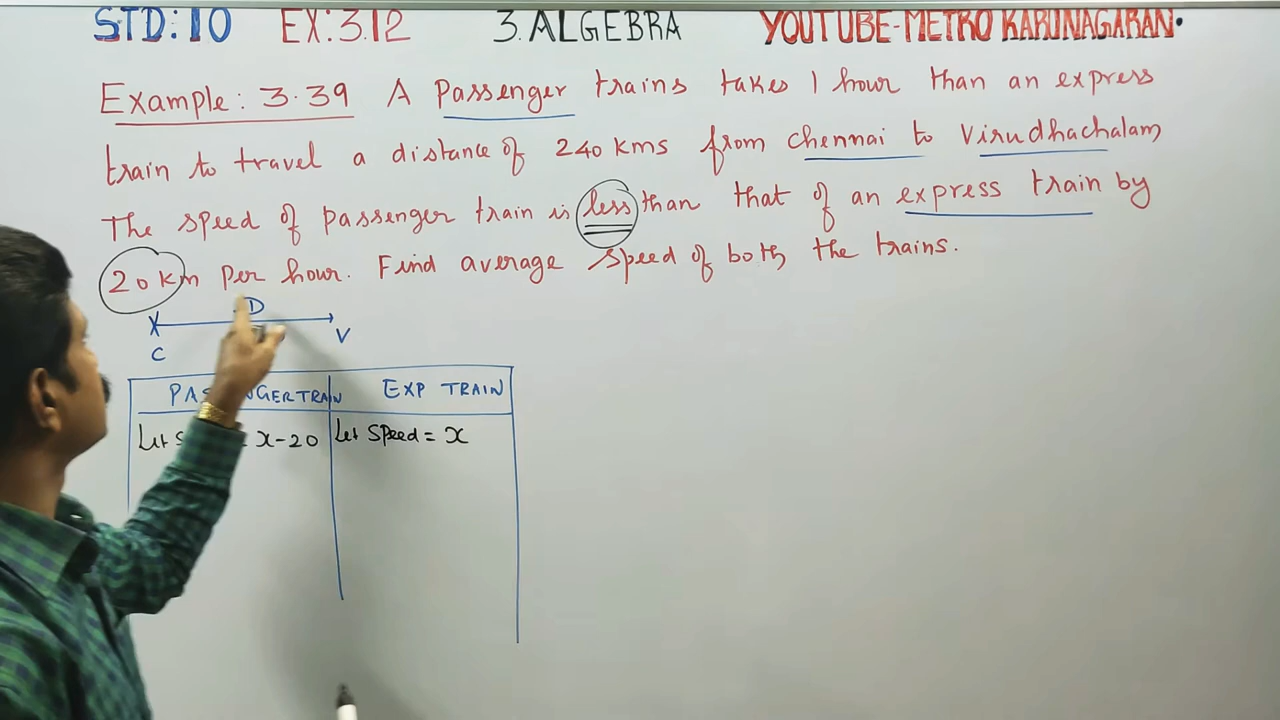 STD:10 EX:3.12 3.ALGEBRA YOUTUBE-METRO KARUNAGARAN.
Example: 3.39 A Passenger trains takes 1 hour than an express
train to travel a distance of 240 kms from chennai to Virudhachalam,
The speed of passenger train is less than that of an express train by
20 km per hour. Find average speed of both the trains.
D
C V
EXP TRAIN
Let x-20 Let Speed = x